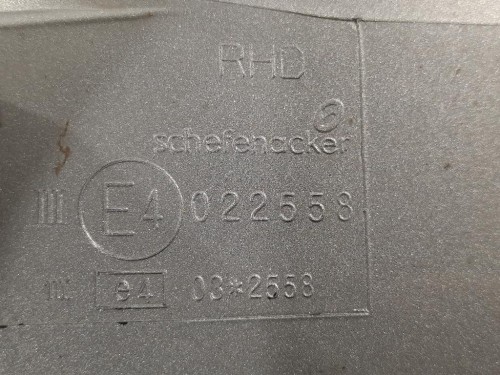 RHD
schefenacker
III E4 022558
III e4 03*2558